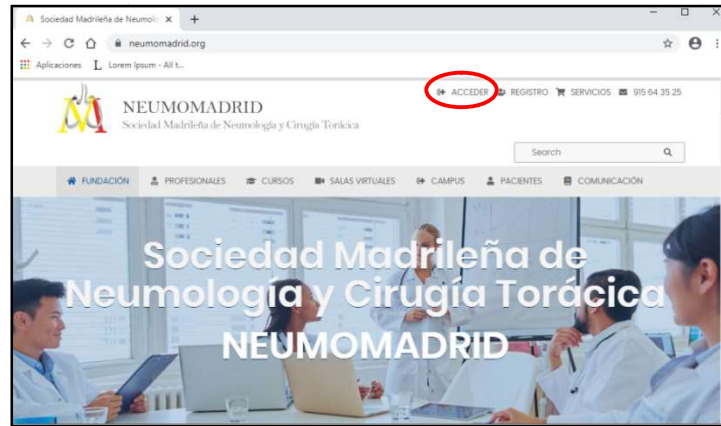 Sociedad Madrileña de Neumolo
neumomadrid.org
Aplicaciones L Lorem Ipsum - All t...
ACCEDER REGISTRO SERVICIOS 915 64 35 25
NEUMOMADRID
Sociedad Madrileña de Neumología y Cirugía Torácica
Search
FUNDACIÓN PROFESIONALES CURSOS SALAS VIRTUALES CAMPUS PACIENTES COMUNICACIÓN
Sociedad Madrileña de
Neumología y Cirugía Torácica
NEUMOMADRID